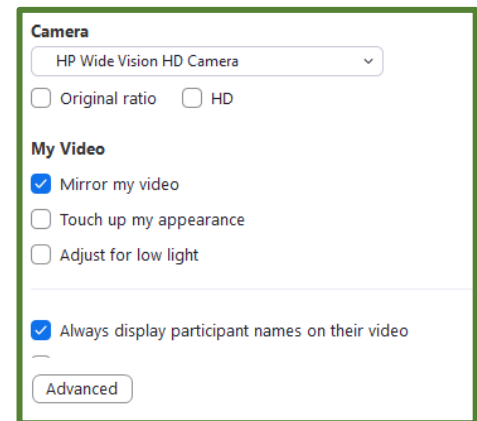 Camera
HP Wide Vision HD Camera
Original ratio HD
My Video
Mirror my video
Touch up my appearance
Adjust for low light
Always display participant names on their video
Advanced